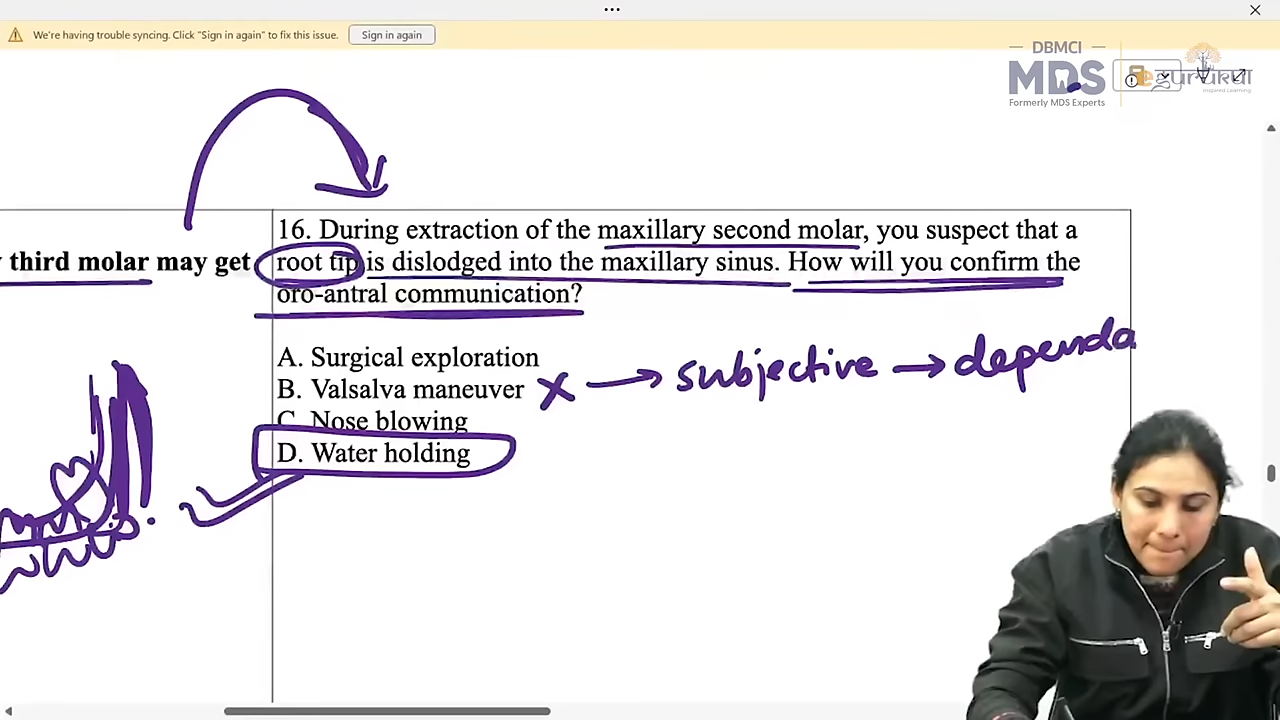 We're having trouble syncing. Click "Sign in again" to fix this issue.
Sign in again
DBMCI
MDS
Formerly MDS Experts
egurukul
Inspired Learning
third molar may get
16. During extraction of the maxillary second molar, you suspect that a
root tip is dislodged into the maxillary sinus. How will you confirm the
oro-antral communication?
A. Surgical exploration
B. Valsalva maneuver x → subjective → dependa
C. Nose blowing
D. Water holding